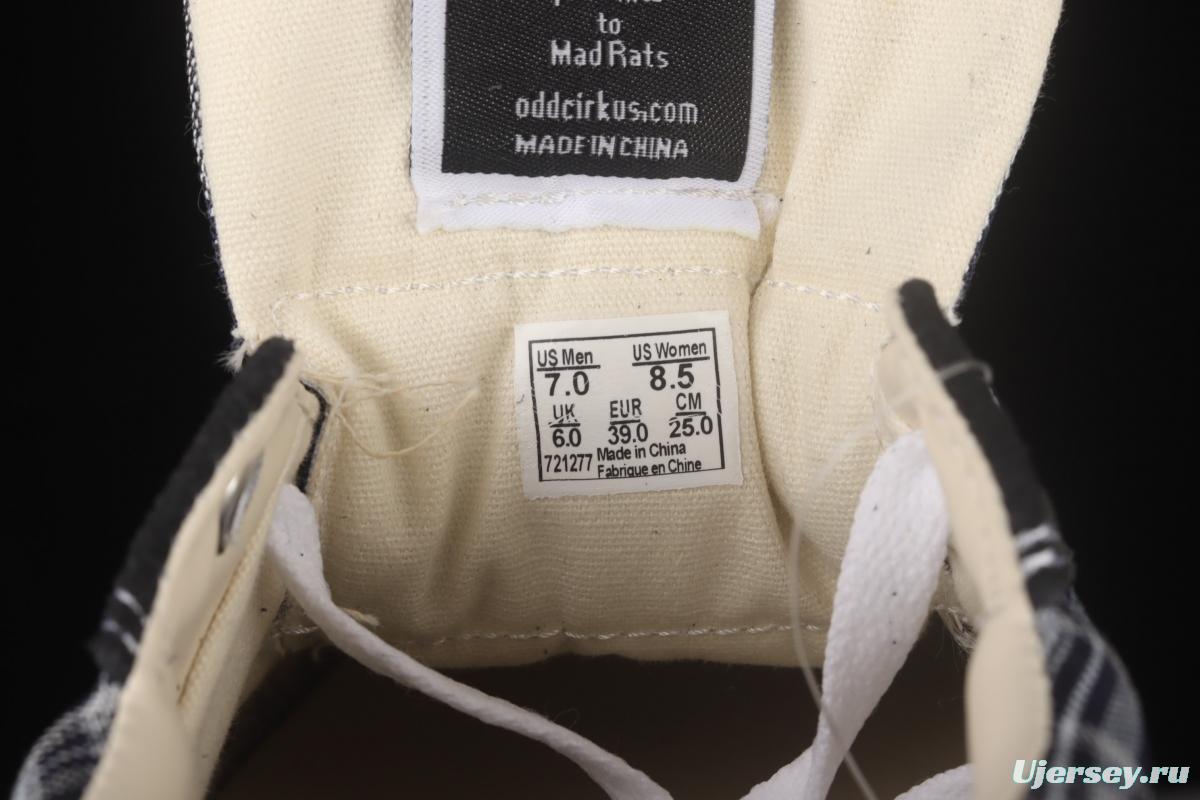 to
Mad Rats
oddcirkus.com
MADE IN CHINA
US Men US Women
7.0 8.5
UK EUR CM
6.0 39.0 25.0
721277 Made in China
Fabrique en Chine
Ujersey.ru